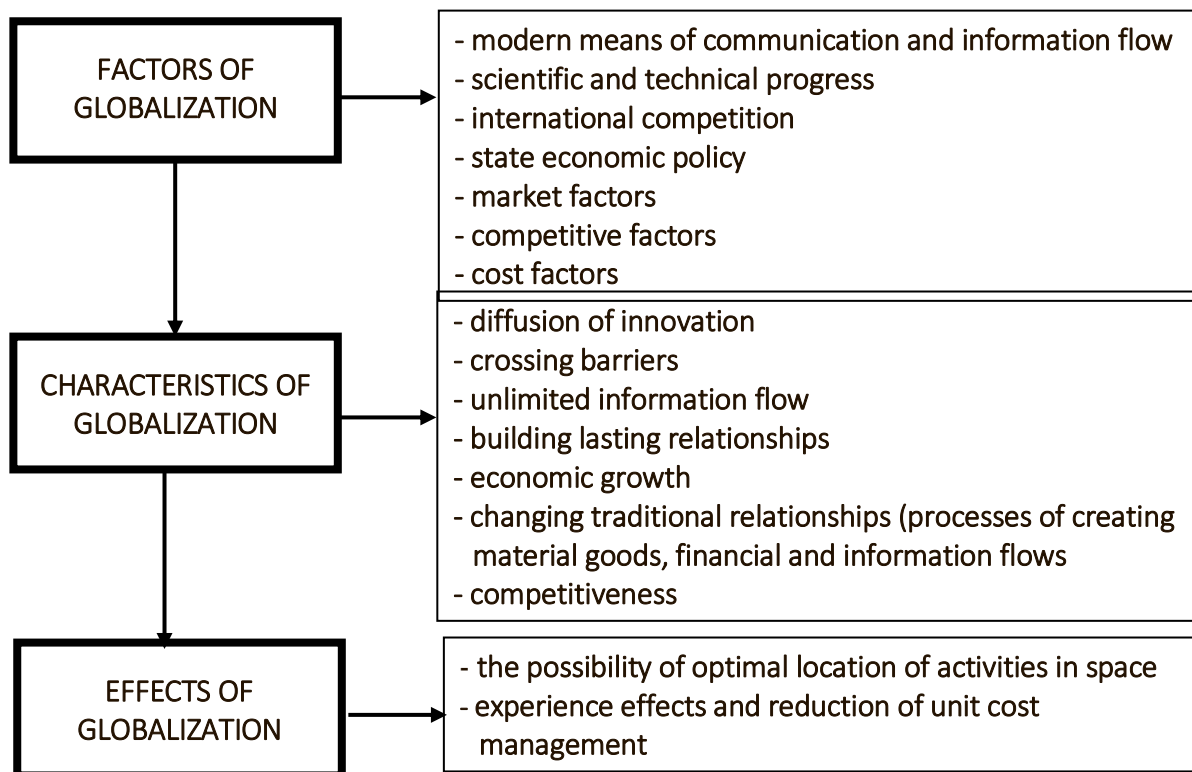 FACTORS OF
GLOBALIZATION
- modern means of communication and information flow
- scientific and technical progress
- international competition
- state economic policy
- market factors
- competitive factors
- cost factors
CHARACTERISTICS OF
GLOBALIZATION
- diffusion of innovation
- crossing barriers
- unlimited information flow
- building lasting relationships
- economic growth
- changing traditional relationships (processes of creating
material goods, financial and information flows
- competitiveness
EFFECTS OF
GLOBALIZATION
- the possibility of optimal location of activities in space
- experience effects and reduction of unit cost
management